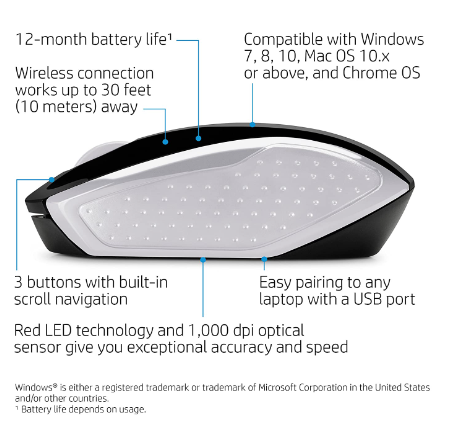 12-month battery life¹
Compatible with Windows
7, 8, 10, Mac OS 10.x
or above, and Chrome OS
Wireless connection
works up to 30 feet
(10 meters) away
3 buttons with built-in
scroll navigation
Easy pairing to any
laptop with a USB port
Red LED technology and 1,000 dpi optical
sensor give you exceptional accuracy and speed
Windows® is either a registered trademark or trademark of Microsoft Corporation in the United States
and/or other countries.
¹ Battery life depends on usage.